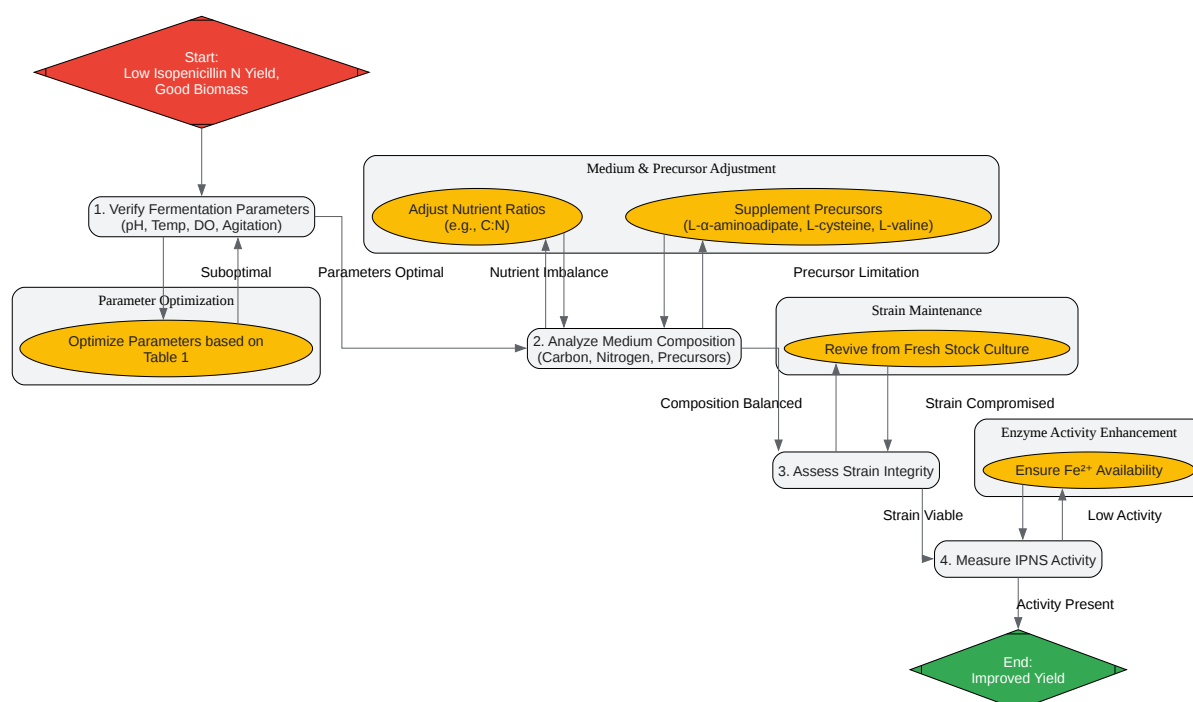 Start:
Low Isopenicillin N Yield,
Good Biomass
Medium & Precursor Adjustment
1. Verify Fermentation Parameters
(pH, Temp, DO, Agitation)
Adjust Nutrient Ratios
(e.g., C:N)
Supplement Precursors
(L-α-aminoadipate, L-cysteine, L-valine)
Suboptimal
Parameters Optimal
Nutrient Imbalance
Precursor Limitation
Parameter Optimization
Optimize Parameters based on
Table 1
2. Analyze Medium Composition
(Carbon, Nitrogen, Precursors)
Strain Maintenance
Revive from Fresh Stock Culture
Composition Balanced
Strain Compromised
Enzyme Activity Enhancement
3. Assess Strain Integrity
Ensure Fe²⁺ Availability
Strain Viable
Low Activity
4. Measure IPNS Activity
Activity Present
End:
Improved Yield